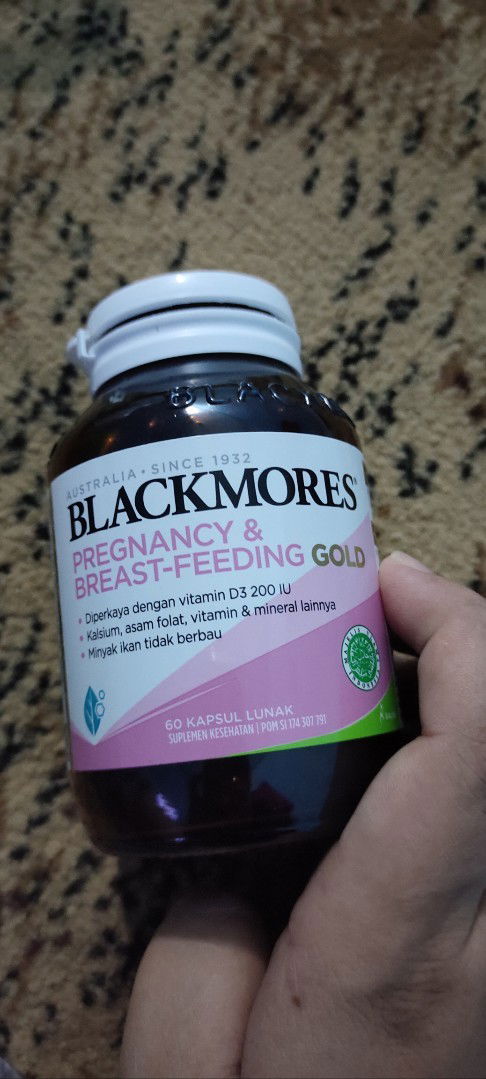 BLAC
AUSTRALIA • SINCE 1932
BLACKMORES®
PREGNANCY &
BREAST-FEEDING GOLD
• Diperkaya dengan vitamin D3 200 IU
• Kalsium, asam folat, vitamin & mineral lainnya
• Minyak ikan tidak berbau
60 KAPSUL LUNAK
SUPLEMEN KESEHATAN | POM SI 174 307 791